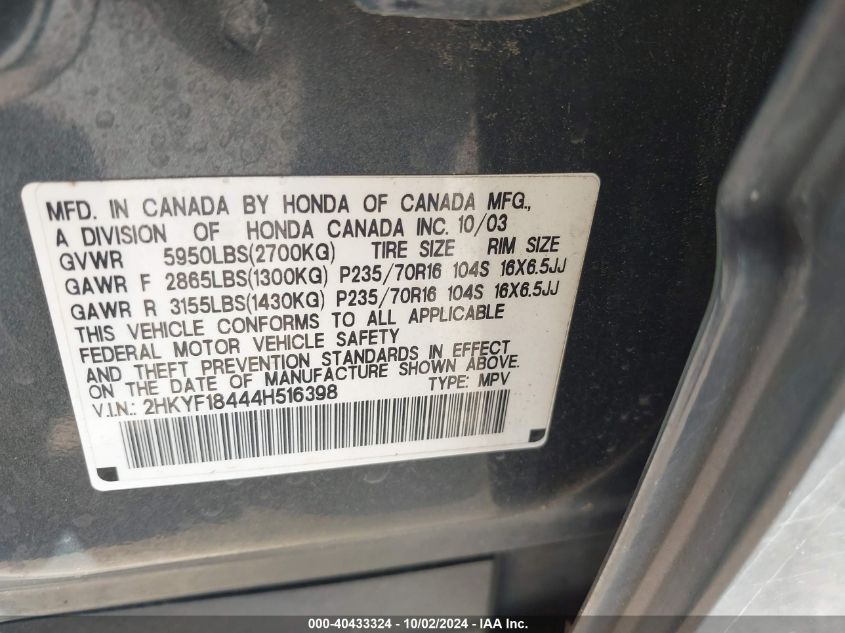 MFD. IN CANADA BY HONDA OF CANADA MFG.,
A DIVISION OF HONDA CANADA INC. 10/03
GVWR 5950LBS(2700KG) TIRE SIZE RIM SIZE
GAWR F 2865LBS(1300KG) P235/70R16 104S 16X6.5JJ
GAWR R 3155LBS(1430KG) P235/70R16 104S 16X6.5JJ
THIS VEHICLE CONFORMS TO ALL APPLICABLE
FEDERAL MOTOR VEHICLE SAFETY
AND THEFT PREVENTION STANDARDS IN EFFECT
ON THE DATE OF MANUFACTURE SHOWN ABOVE.
V.I.N.: 2HKYF18444H516398 TYPE: MPV
000-40433324 - 10/02/2024 - IAA Inc.